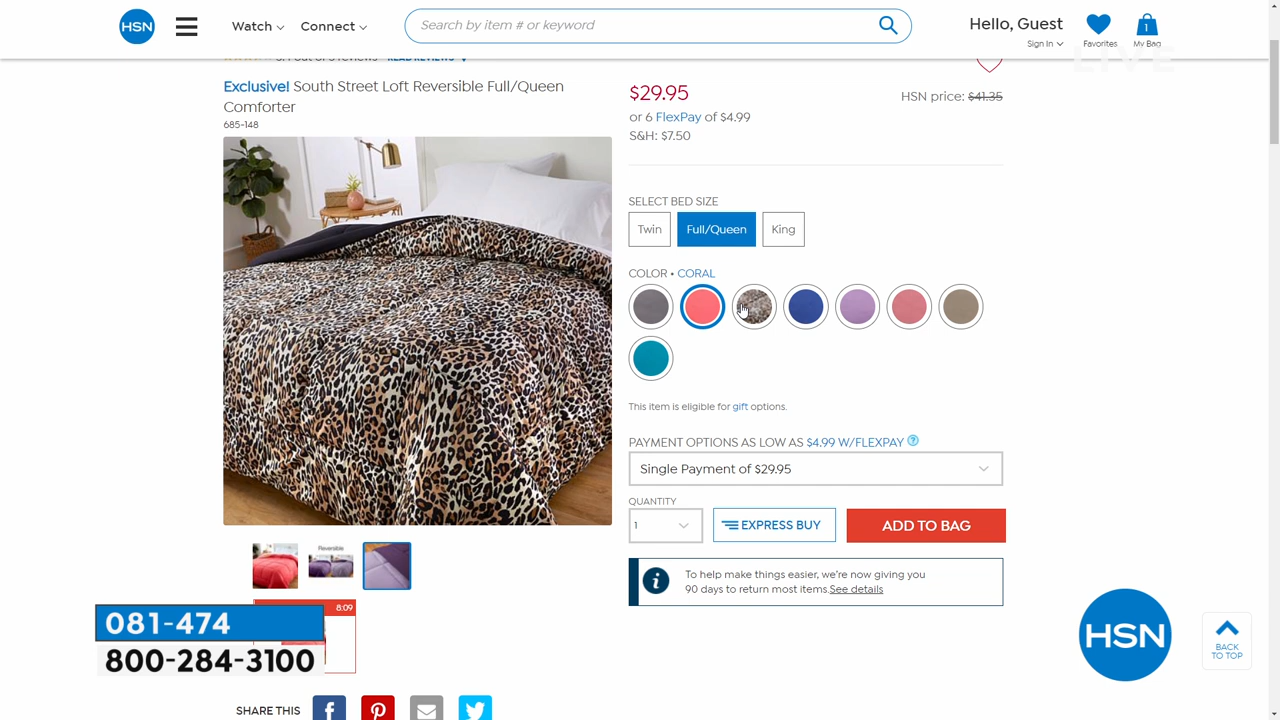 HSN
Watch
Connect
Search by item # or keyword
Hello, Guest
Sign In
Favorites
1
My Bag
LIVE
READ REVIEWS
Exclusive! South Street Loft Reversible Full/Queen
Comforter
685-148
$29.95
HSN price: $41.35
or 6 FlexPay of $4.99
S&H: $7.50
SELECT BED SIZE
Twin
Full/Queen
King
COLOR • CORAL
This item is eligible for gift options.
PAYMENT OPTIONS AS LOW AS $4.99 W/FLEXPAY ?
Single Payment of $29.95
QUANTITY
1
EXPRESS BUY
ADD TO BAG
i
To help make things easier, we're now giving you
90 days to return most items.See details
Reversible
8:09
081-474
800-284-3100
HSN
BACK
TO TOP
SHARE THIS